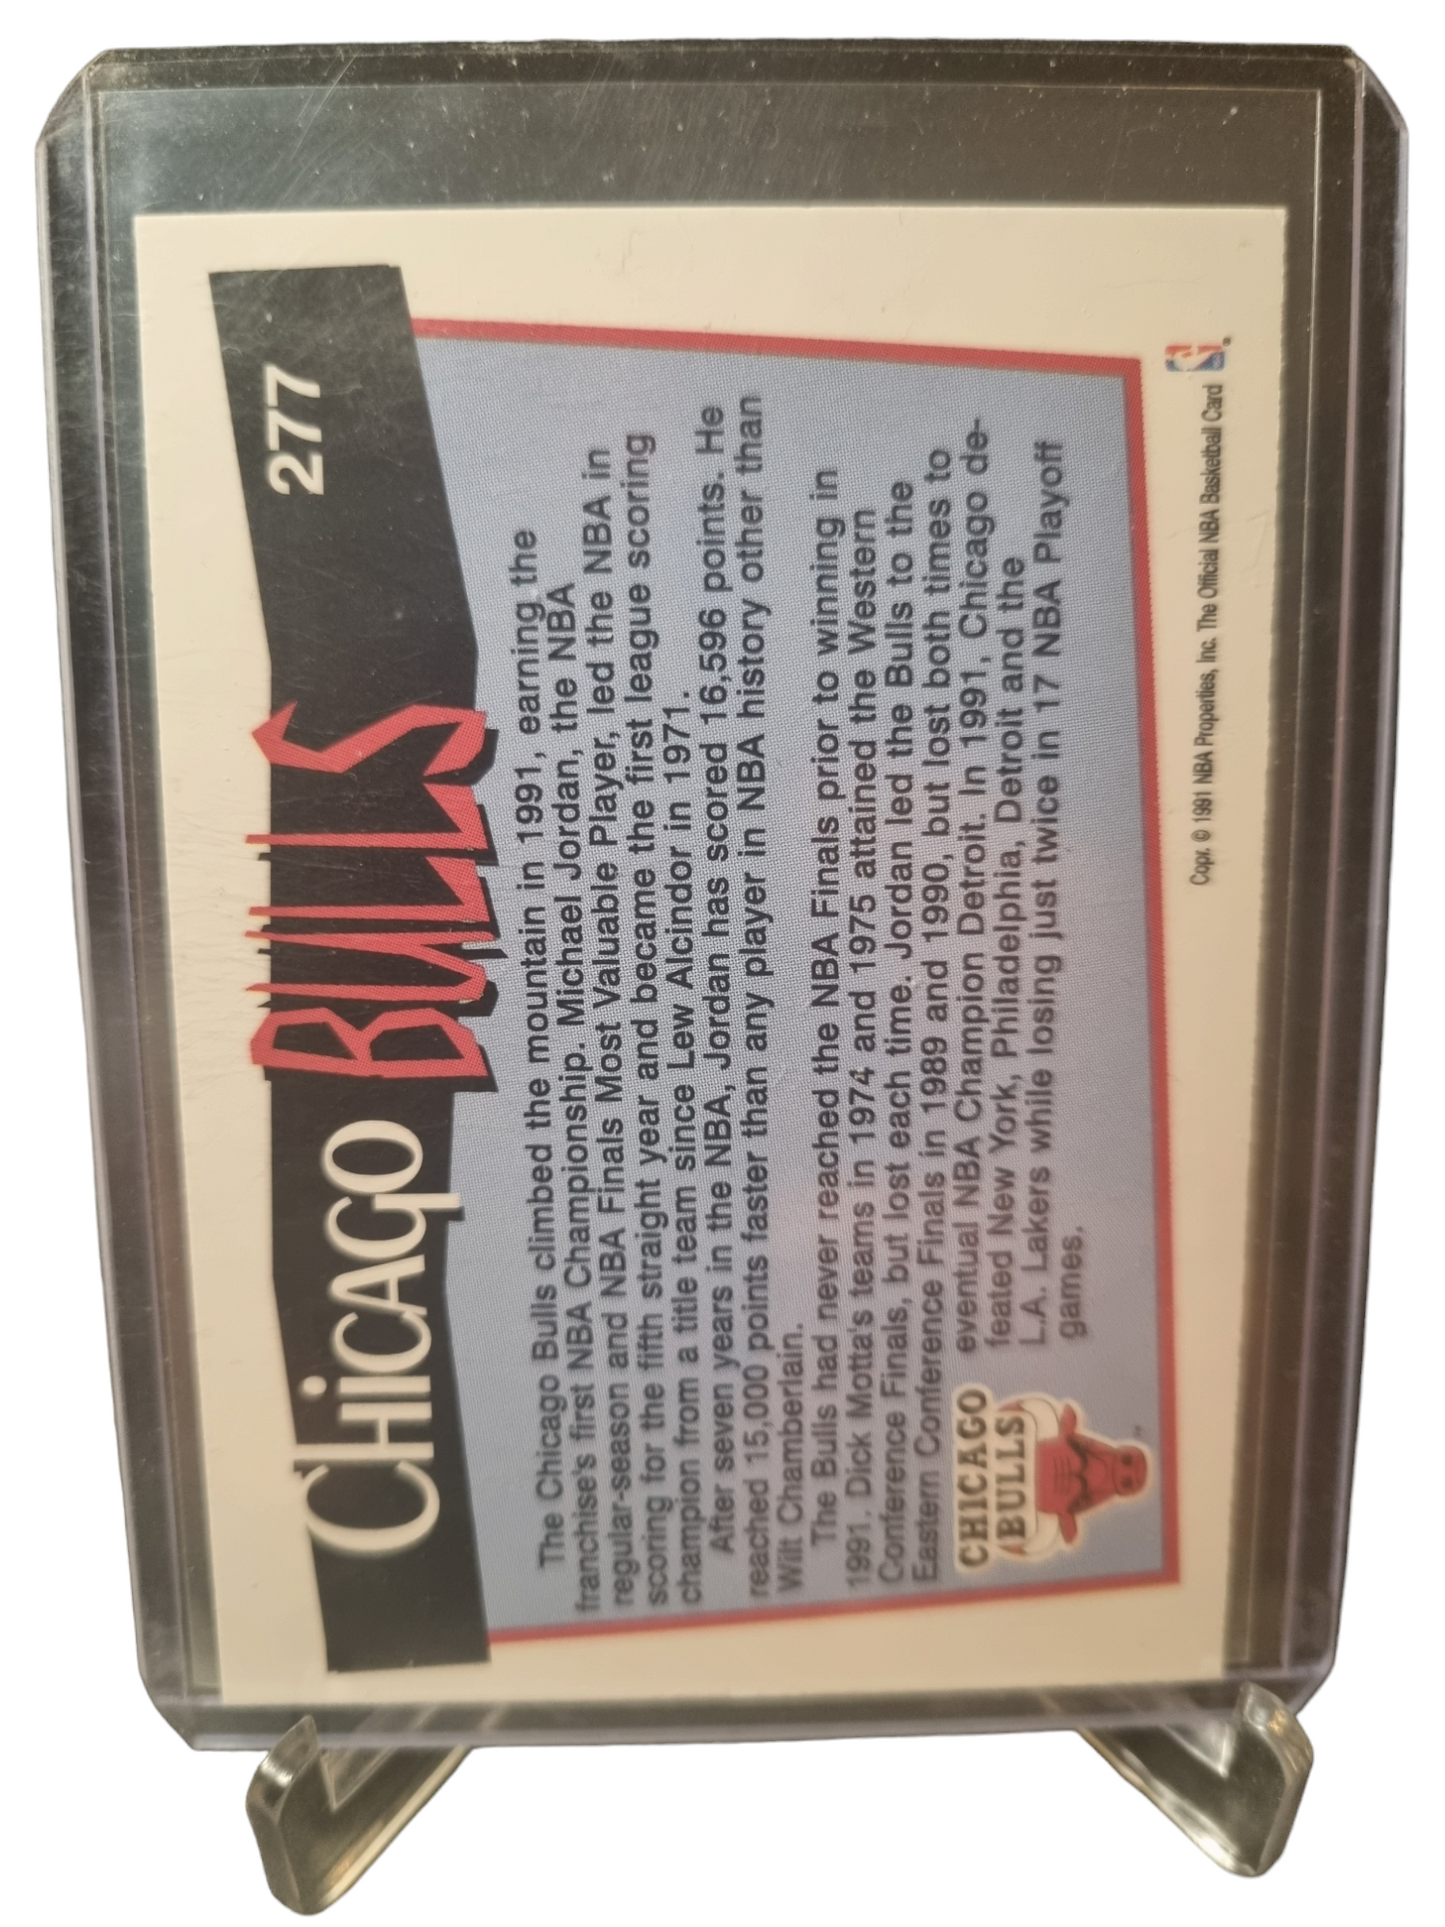 CHiCAGO BULLS 277
The Chicago Bulls climbed the mountain in 1991, earning the
franchise's first NBA Championship. Michael Jordan, the NBA
regular-season and NBA Finals Most Valuable Player, led the NBA in
scoring for the fifth straight year and became the first league scoring
champion from a title team since Lew Alcindor in 1971.
After seven years in the NBA, Jordan has scored 16,596 points. He
reached 15,000 points faster than any player in NBA history other than
Wilt Chamberlain.
The Bulls had never reached the NBA Finals prior to winning in
1991. Dick Motta's teams in 1974 and 1975 attained the Western
Conference Finals, but lost each time. Jordan led the Bulls to the
Eastern Conference Finals in 1989 and 1990, but lost both times to
eventual NBA Champion Detroit. In 1991, Chicago de-
feated New York, Philadelphia, Detroit and the
L.A. Lakers while losing just twice in 17 NBA Playoff
games.
CHICAGO
BULLS
Copr. © 1991 NBA Properties, Inc. The Official NBA Basketball Card